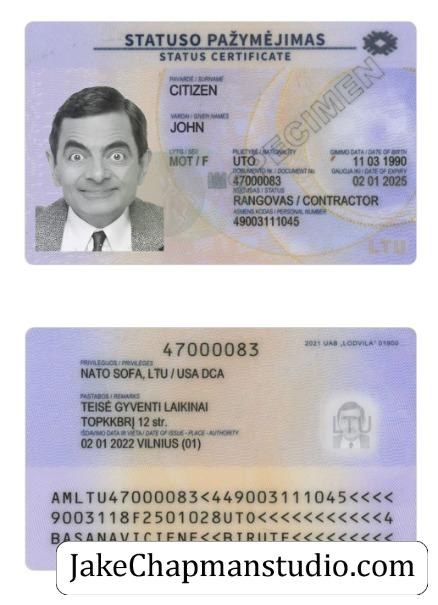 STATUSO PAŽYMĖJIMAS
STATUS CERTIFICATE
PAVARDĖ / SURNAME
CITIZEN
VARDAI / GIVEN NAMES
JOHN
LYTIS / SEX
MOT / F
PILIETYBĖ / NATIONALITY
UTO
GIMIMO DATA / DATE OF BIRTH
11 03 1990
DOKUMENTO Nr. / DOCUMENT No
47000083
GALIOJA IKI / DATE OF EXPIRY
02 01 2025
STATUSAS / STATUS
RANGOVAS / CONTRACTOR
ASMENS KODAS / PERSONAL NUMBER
49003111045
SPECIMEN
LTU
47000083
2021 UAB „LODVILA" 01900
PRIVILEGIJOS / PRIVILEGES
NATO SOFA, LTU / USA DCA
PASTABOS / REMARKS
TEISĖ GYVENTI LAIKINAI
TOPKKBRĮ 12 str.
IŠDAVIMO DATA IR VIETA / DATE OF ISSUE - PLACE - AUTHORITY
02 01 2022 VILNIUS (01)
LTU
AMLTU47000083<449003111045<<<<
9003118F2501028UTO<<<<<<<<<<<4
BASANAVICIENE<<BIRUTE<<<<<<<<<
JakeChapmanstudio.com